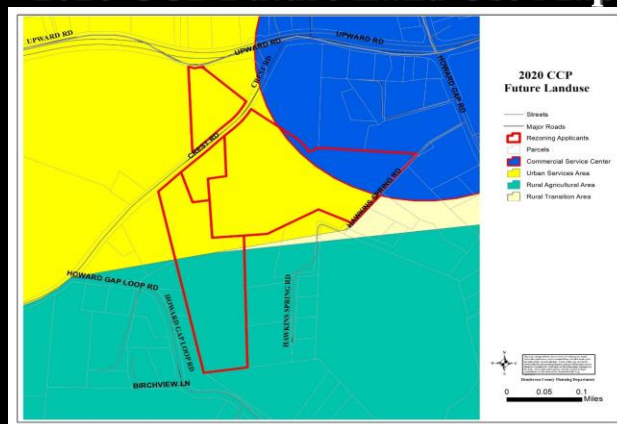 UPWARD RD
UPWARD RD
UPWARD RD
CREST RD
HOWARD GAP RD
CREST RD
HAWKINS SPRING RD
HOWARD GAP LOOP RD
HOWARD GAP LOOP RD
HAWKINS SPRING RD
BIRCHVIEW LN
2020 CCP
Future Landuse
Streets
Major Roads
Rezoning Applicants
Parcels
Commercial Service Center
Urban Services Area
Rural Agricultural Area
Rural Transition Area
Henderson County Planning Department
0 0.05 0.1
Miles